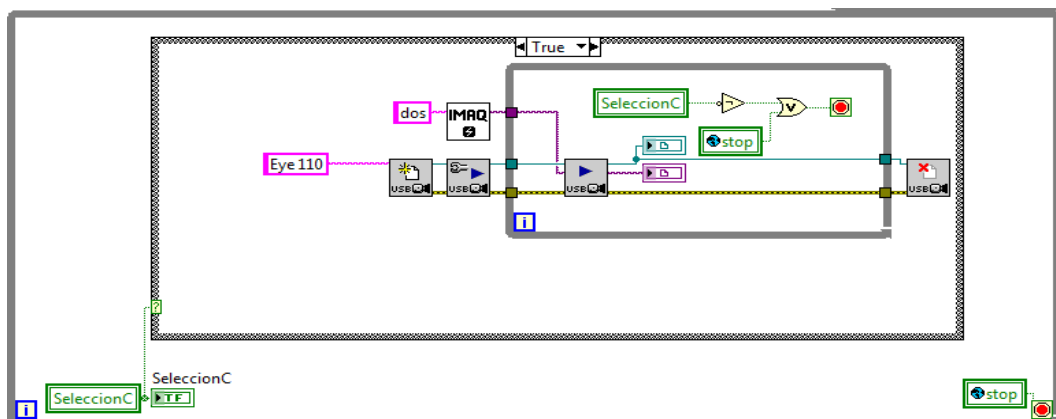 True
SeleccionC
dos
IMAQ
stop
Eye 110
USB
USB
USB
USB
i
?
SeleccionC
SeleccionC
TF
stop
i